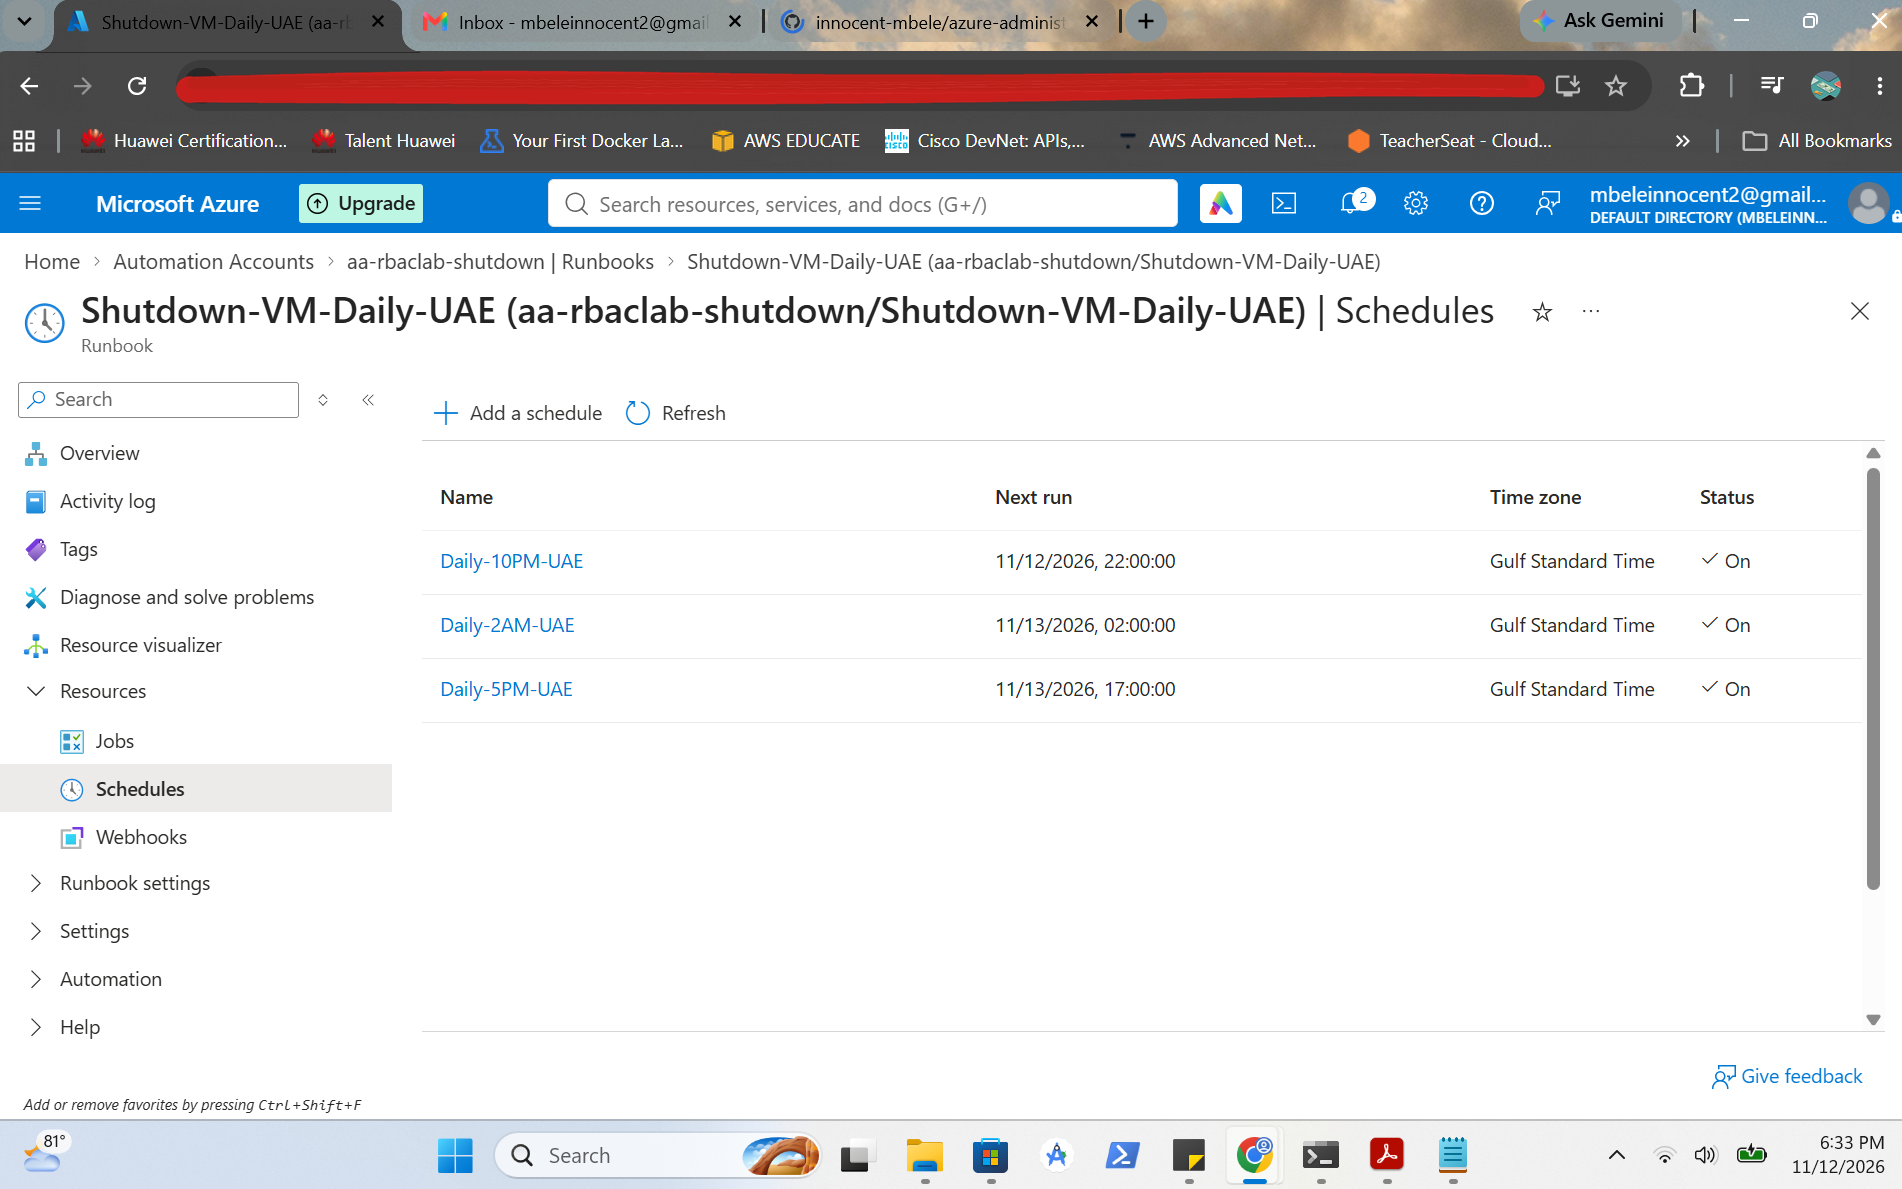 Shutdown-VM-Daily-UAE (aa-rb
Inbox - mbeleinnocent2@gmail
innocent-mbele/azure-administ
Ask Gemini
Huawei Certification...
Talent Huawei
Your First Docker La...
AWS EDUCATE
Cisco DevNet: APIs,...
AWS Advanced Net...
TeacherSeat - Cloud...
All Bookmarks
Microsoft Azure
Upgrade
Search resources, services, and docs (G+/)
2
mbeleinnocent2@gmail...
DEFAULT DIRECTORY (MBELEINN...
Home > Automation Accounts > aa-rbaclab-shutdown | Runbooks > Shutdown-VM-Daily-UAE (aa-rbaclab-shutdown/Shutdown-VM-Daily-UAE)
Shutdown-VM-Daily-UAE (aa-rbaclab-shutdown/Shutdown-VM-Daily-UAE) | Schedules
Runbook
Search
Overview
Activity log
Tags
Diagnose and solve problems
Resource visualizer
Resources
Jobs
Schedules
Webhooks
Runbook settings
Settings
Automation
Help
Add or remove favorites by pressing Ctrl+Shift+F
Add a schedule Refresh
Name Next run Time zone Status
Daily-10PM-UAE 11/12/2026, 22:00:00 Gulf Standard Time On
Daily-2AM-UAE 11/13/2026, 02:00:00 Gulf Standard Time On
Daily-5PM-UAE 11/13/2026, 17:00:00 Gulf Standard Time On
Give feedback
81°
Search
6:33 PM
11/12/2026